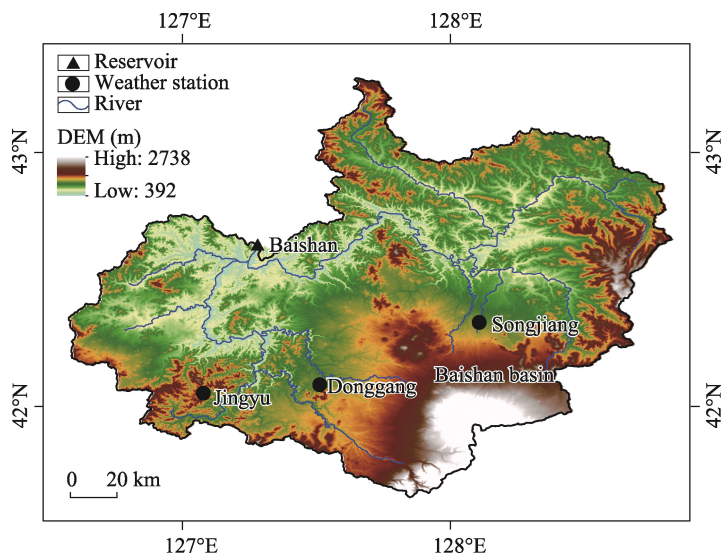 127°E
128°E
Reservoir
Weather station
River
DEM (m)
High: 2738
Low: 392
43°N
43°N
Baishan
Songjiang
Baishan basin
Donggang
Jingyu
42°N
42°N
0 20 km
127°E
128°E